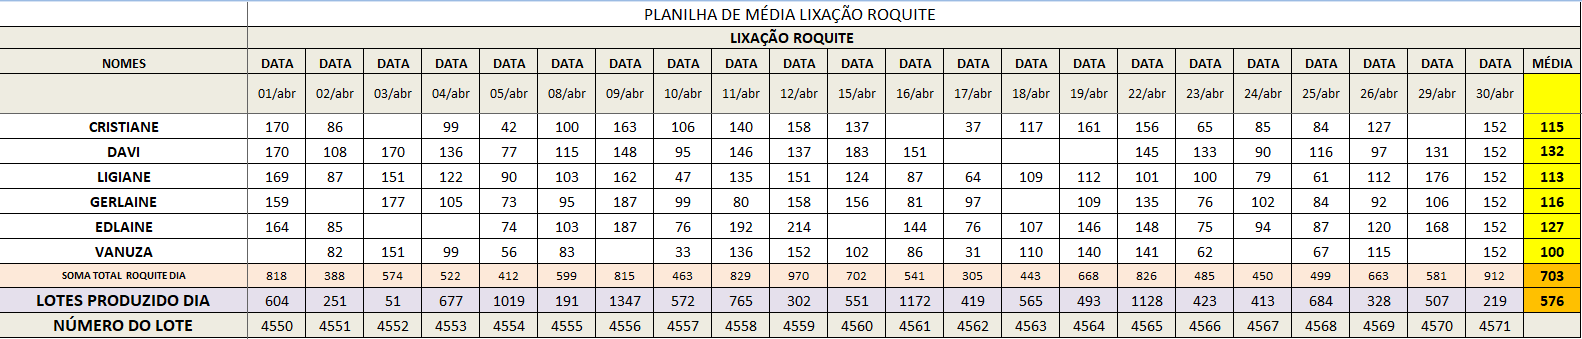 PLANILHA DE MÉDIA LIXAÇÃO ROQUITE
LIXAÇÃO ROQUITE
NOMES DATA DATA DATA DATA DATA DATA DATA DATA DATA DATA DATA DATA DATA DATA DATA DATA DATA DATA DATA DATA DATA DATA MÉDIA
01/abr 02/abr 03/abr 04/abr 05/abr 08/abr 09/abr 10/abr 11/abr 12/abr 15/abr 16/abr 17/abr 18/abr 19/abr 22/abr 23/abr 24/abr 25/abr 26/abr 29/abr 30/abr
CRISTIANE 170 86 99 42 100 163 106 140 158 137 37 117 161 156 65 85 84 127 152 115
DAVI 170 108 170 136 77 115 148 95 146 137 183 151 145 133 90 116 97 131 152 132
LIGIANE 169 87 151 122 90 103 162 47 135 151 124 87 64 109 112 101 100 79 61 112 176 152 113
GERLAINE 159 177 105 73 95 187 99 80 158 156 81 97 109 135 76 102 84 92 106 152 116
EDLAINE 164 85 74 103 187 76 192 214 144 76 107 146 148 75 94 87 120 168 152 127
VANUZA 82 151 99 56 83 33 136 152 102 86 31 110 140 141 62 67 115 152 100
SOMA TOTAL ROQUITE DIA 818 388 574 522 412 599 815 463 829 970 702 541 305 443 668 826 485 450 499 663 581 912 703
LOTES PRODUZIDO DIA 604 251 51 677 1019 191 1347 572 765 302 551 1172 419 565 493 1128 423 413 684 328 507 219 576
NÚMERO DO LOTE 4550 4551 4552 4553 4554 4555 4556 4557 4558 4559 4560 4561 4562 4563 4564 4565 4566 4567 4568 4569 4570 4571